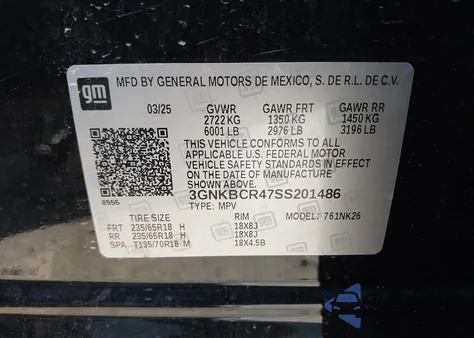 gm MFD BY GENERAL MOTORS DE MEXICO, S. DE R.L. DE C.V.
03/25 GVWR GAWR FRT GAWR RR
2722 KG 1350 KG 1450 KG
6001 LB 2976 LB 3196 LB
THIS VEHICLE CONFORMS TO ALL
APPLICABLE U.S. FEDERAL MOTOR
VEHICLE SAFETY STANDARDS IN EFFECT
ON THE DATE OF MANUFACTURE SHOWN ABOVE.
8555 3GNKBCR47SS201486
TYPE: MPV
TIRE SIZE RIM 761NK26
FRT 235/65R18 H 18X8J
RR 235/65R18 H 18X8J
SPA T135/70R18 M 18X4.5B